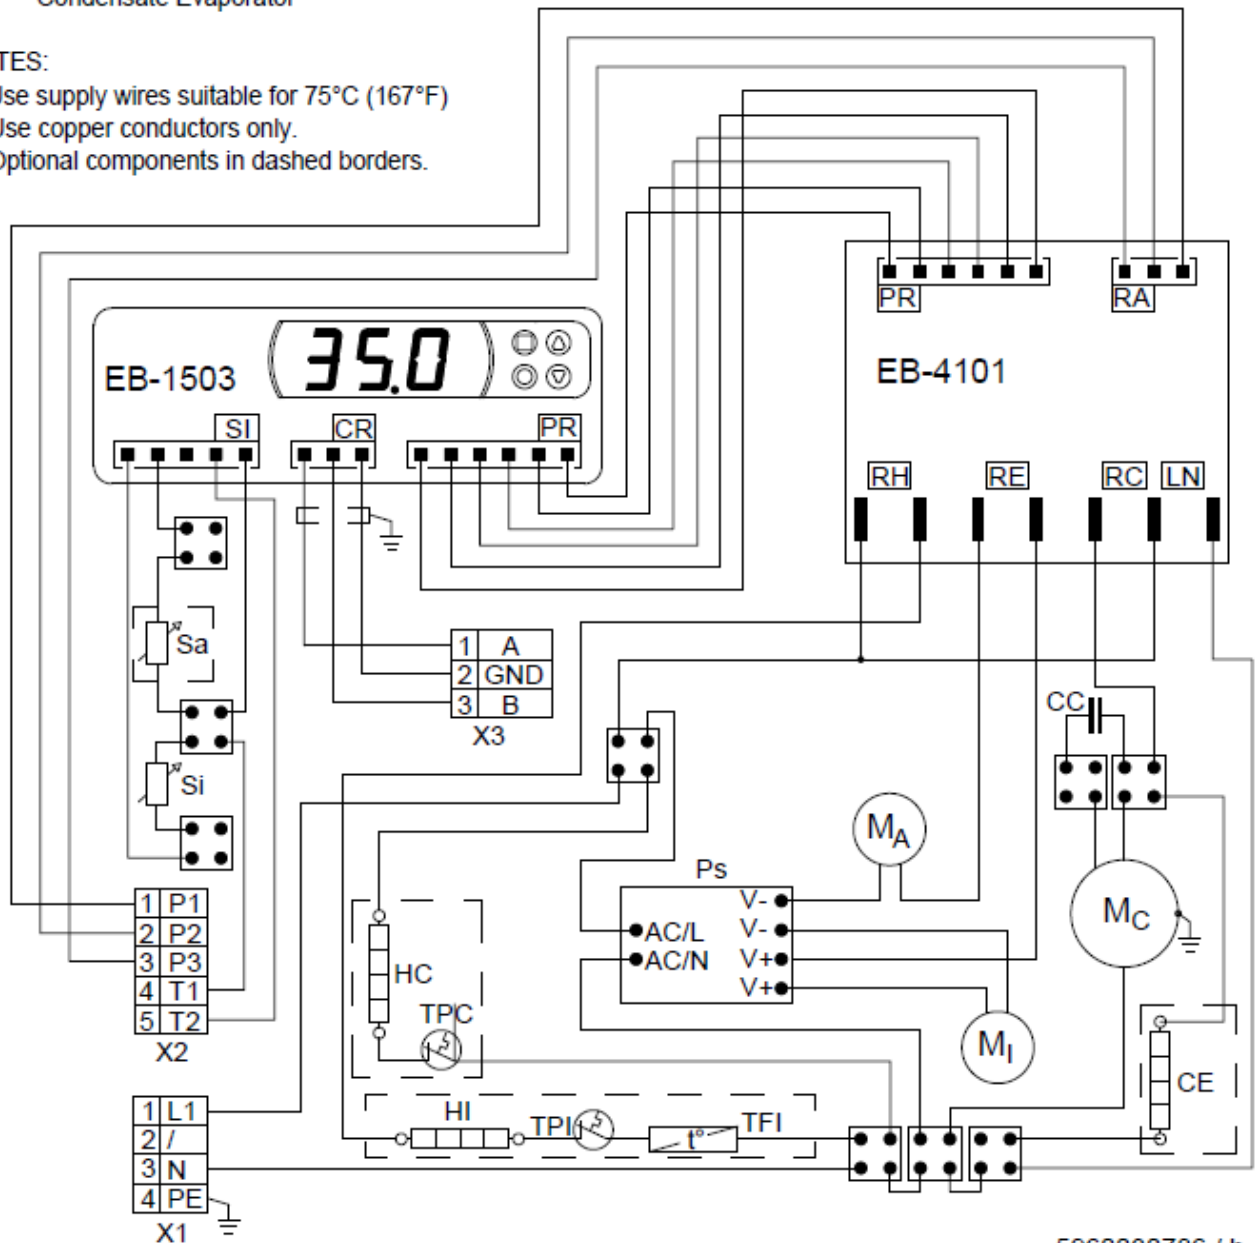 Condensate Evaporator
TES:
Use supply wires suitable for 75°C (167°F)
Use copper conductors only.
Optional components in dashed borders.
PR
RA
EB-4101
EB-1503
35.0
SI
CR
PR
RH
RE
RC
LN
Sa
1 A
2 GND
3 B
X3
CC
Si
MA
Ps
V-
AC/L
V-
AC/N
V+
V+
MC
1 P1
2 P2
3 P3
4 T1
5 T2
X2
HC
TPC
MI
CE
HI
TPI
t°
TFI
1 L1
2 /
3 N
4 PE
X1